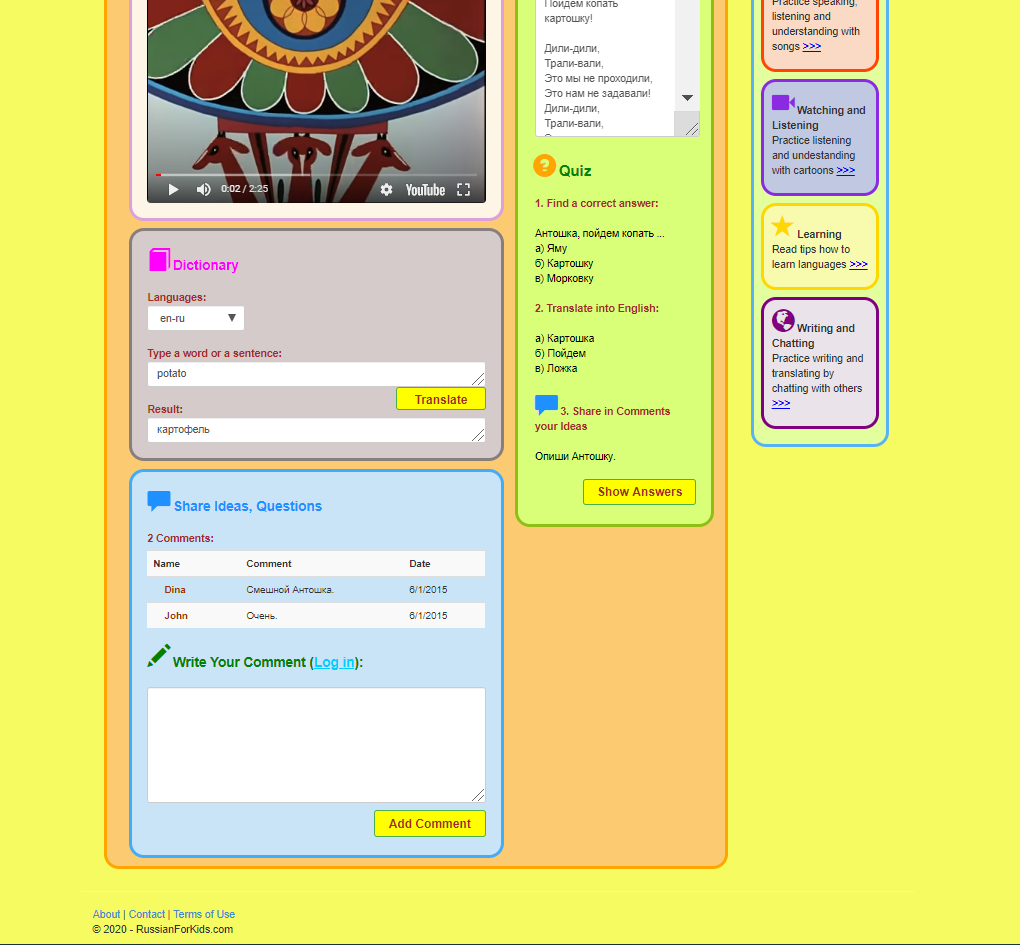 0:02 / 2:25
YouTube
Dictionary
Languages:
en-ru
Type a word or a sentence:
potato
Translate
Result:
картофель
Share Ideas, Questions
2 Comments:
Name Comment Date
Dina Смешной Антошка. 6/1/2015
John Очень. 6/1/2015
Write Your Comment (Log in):
Add Comment
Пойдем копать
картошку!
Дили-дили,
Трали-вали,
Это мы не проходили,
Это нам не задавали!
Дили-дили,
Трали-вали,
Quiz
1. Find a correct answer:
Антошка, пойдем копать ...
а) Яму
б) Картошку
в) Морковку
2. Translate into English:
а) Картошка
б) Пойдем
в) Ложка
3. Share in Comments
your Ideas
Опиши Антошку.
Show Answers
Practice speaking,
listening and
understanding with
songs >>>
Watching and
Listening
Practice listening
and undestanding
with cartoons >>>
Learning
Read tips how to
learn languages >>>
Writing and
Chatting
Practice writing and
translating by
chatting with others
>>>
About | Contact | Terms of Use
© 2020 - RussianForKids.com